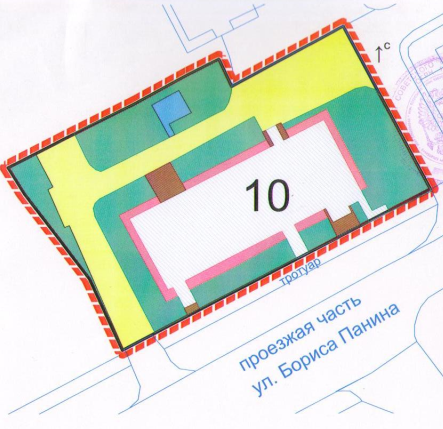 с
10
тротуар
проезжая часть
ул. Бориса Панина